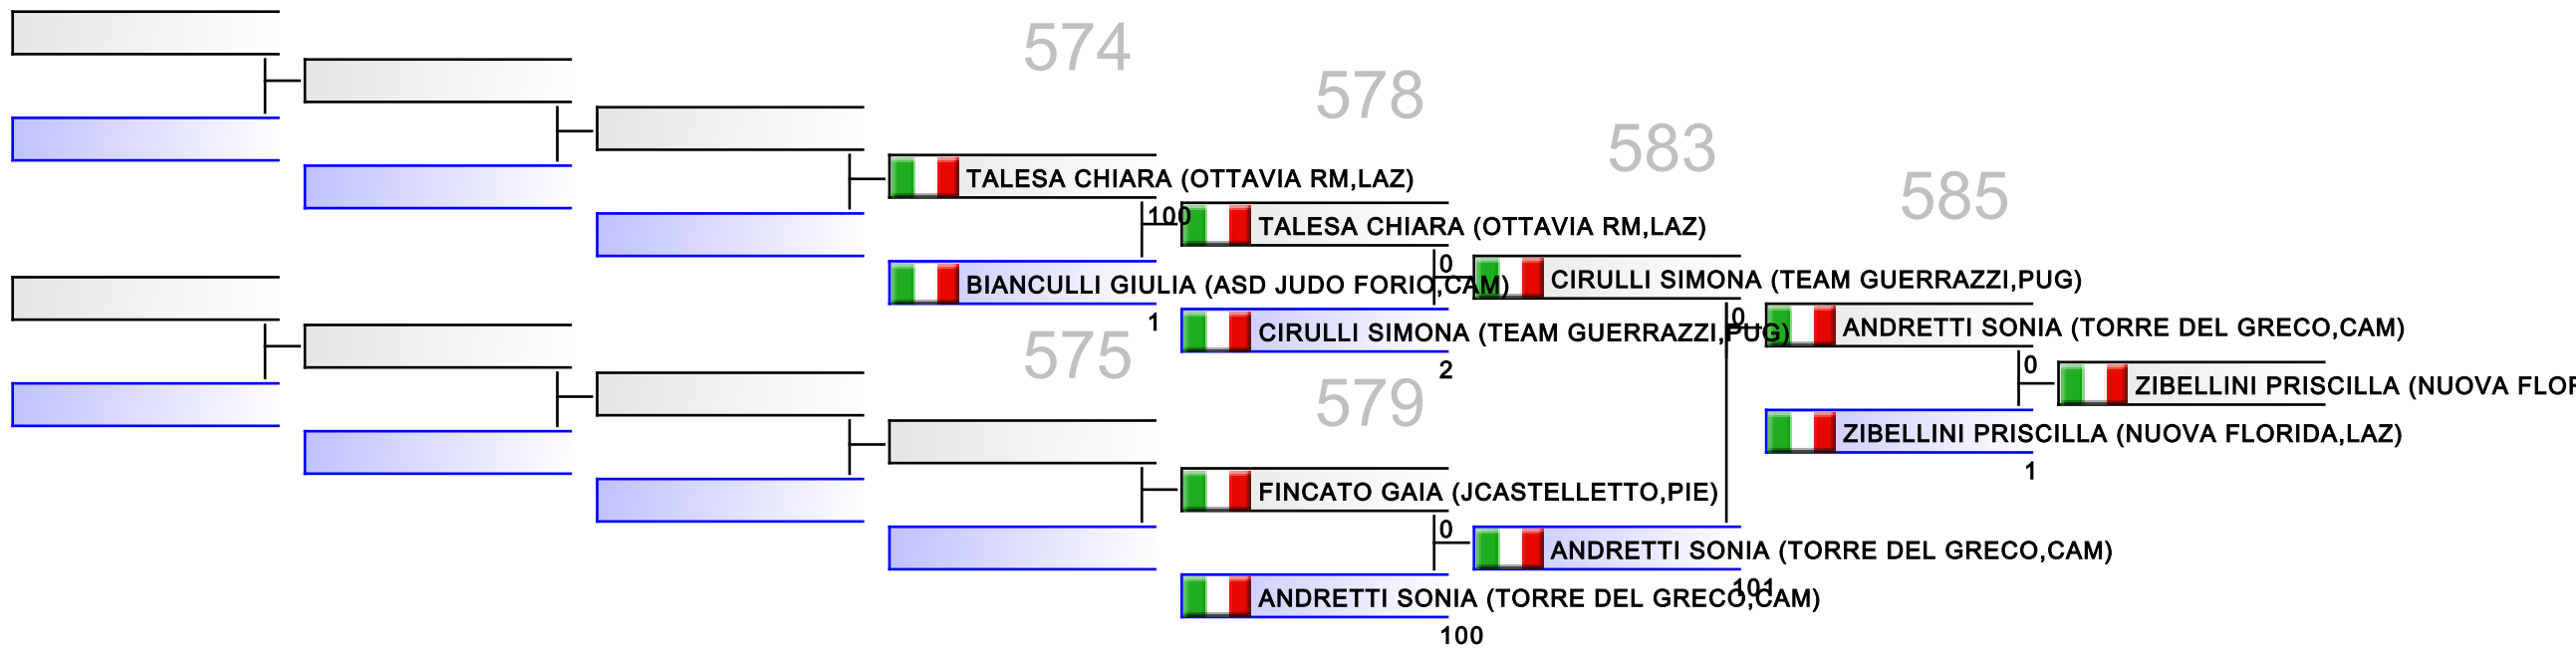 574
578
583
585
TALESA CHIARA (OTTAVIA RM,LAZ)
100
TALESA CHIARA (OTTAVIA RM,LAZ)
BIANCULLI GIULIA (ASD JUDO FORIO,CAM)
1
0
CIRULLI SIMONA (TEAM GUERRAZZI,PUG)
CIRULLI SIMONA (TEAM GUERRAZZI,PUG)
2
0
ANDRETTI SONIA (TORRE DEL GRECO,CAM)
0
ZIBELLINI PRISCILLA (NUOVA FLOR
ZIBELLINI PRISCILLA (NUOVA FLORIDA,LAZ)
1
575
579
FINCATO GAIA (JCASTELLETTO,PIE)
0
ANDRETTI SONIA (TORRE DEL GRECO,CAM)
101
ANDRETTI SONIA (TORRE DEL GRECO,CAM)
100